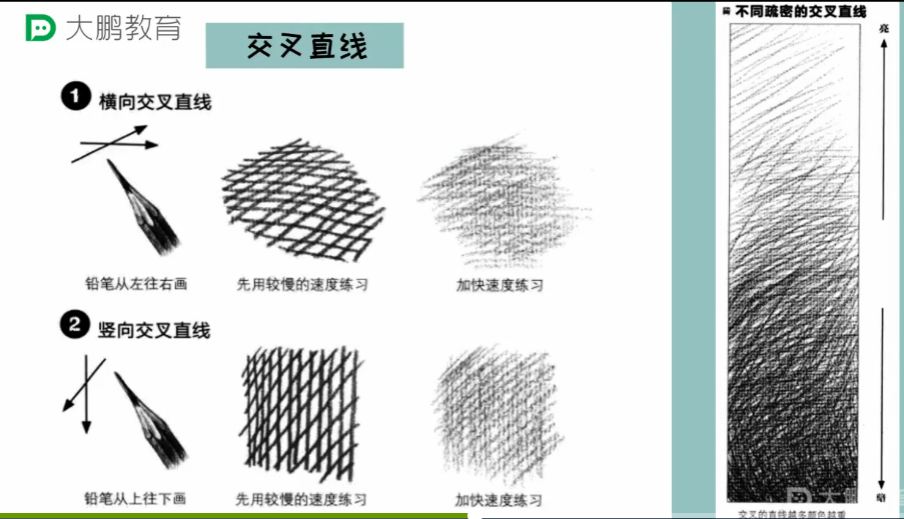 大鹏教育
交叉直线
1 横向交叉直线
铅笔从左往右画
先用较慢的速度练习
加快速度练习
2 竖向交叉直线
铅笔从上往下画
先用较慢的速度练习
加快速度练习
不同疏密的交叉直线
亮
暗
交叉的直线越多颜色越重